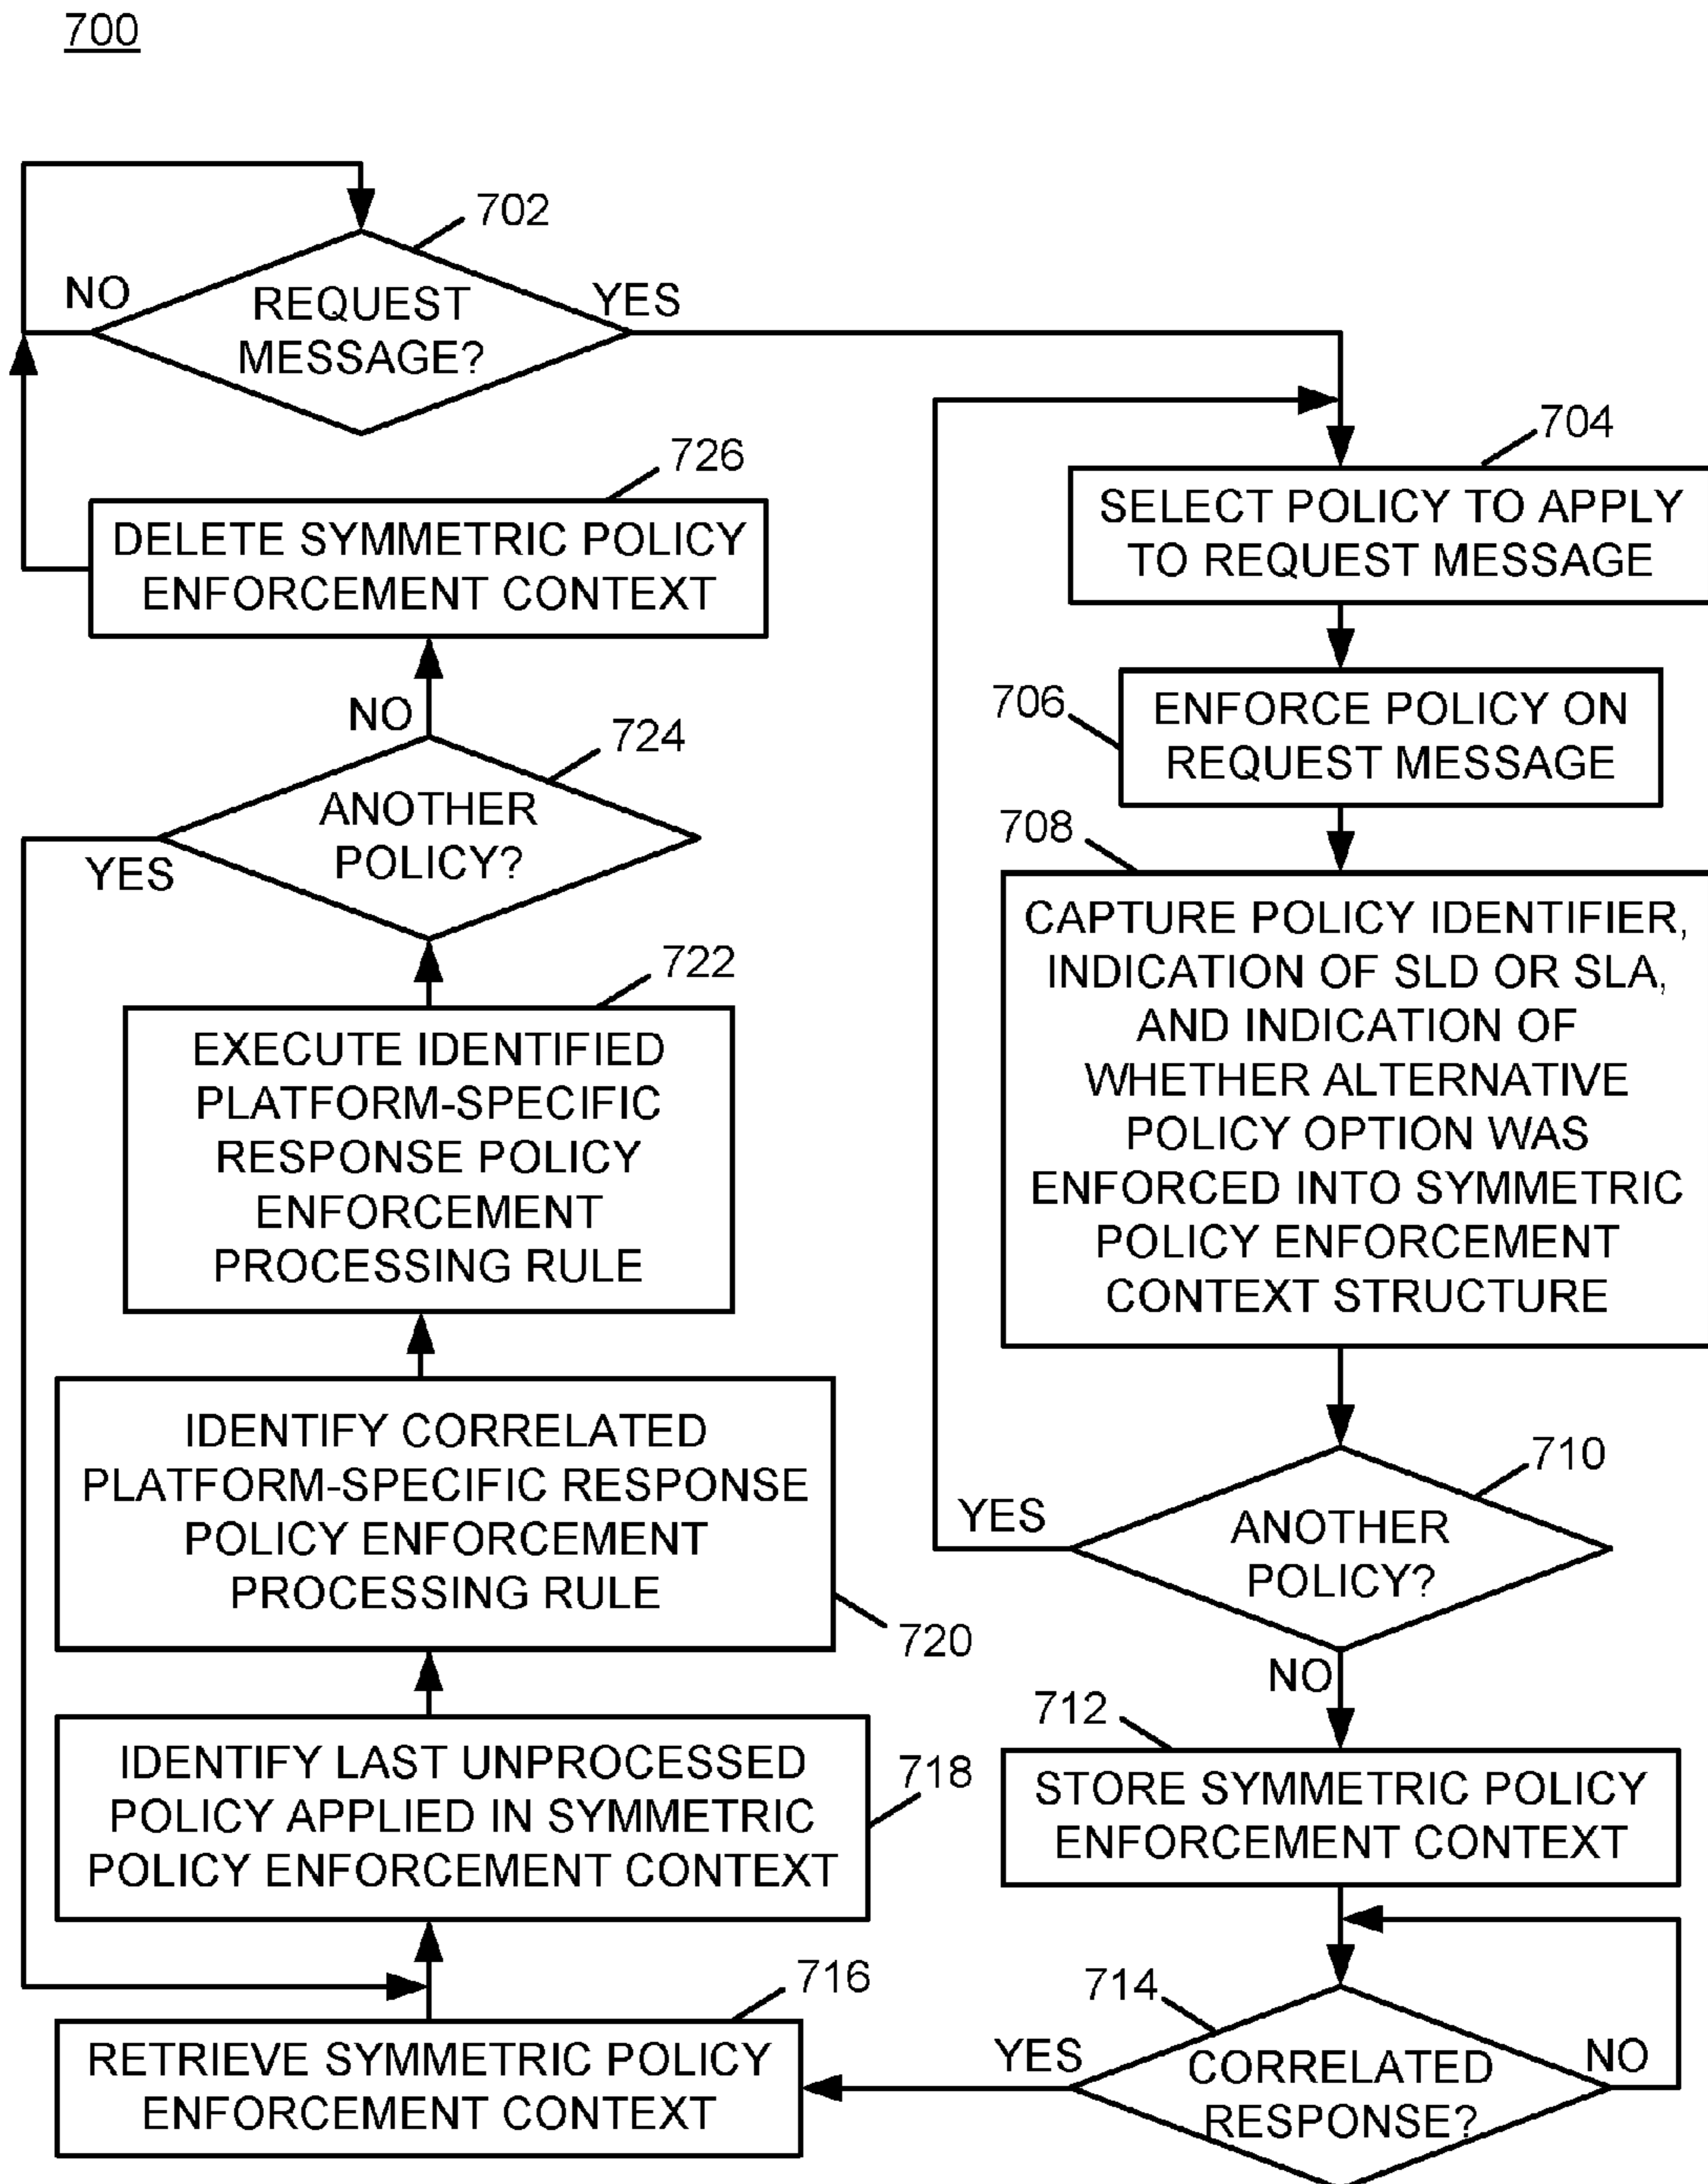 700
702
NO
REQUEST
MESSAGE?
YES
704
SELECT POLICY TO APPLY
TO REQUEST MESSAGE
706
ENFORCE POLICY ON
REQUEST MESSAGE
708
CAPTURE POLICY IDENTIFIER,
INDICATION OF SLD OR SLA,
AND INDICATION OF
WHETHER ALTERNATIVE
POLICY OPTION WAS
ENFORCED INTO SYMMETRIC
POLICY ENFORCEMENT
CONTEXT STRUCTURE
710
YES
ANOTHER
POLICY?
NO
712
STORE SYMMETRIC POLICY
ENFORCEMENT CONTEXT
714
YES
CORRELATED
RESPONSE?
NO
716
RETRIEVE SYMMETRIC POLICY
ENFORCEMENT CONTEXT
718
IDENTIFY LAST UNPROCESSED
POLICY APPLIED IN SYMMETRIC
POLICY ENFORCEMENT CONTEXT
720
IDENTIFY CORRELATED
PLATFORM-SPECIFIC RESPONSE
POLICY ENFORCEMENT
PROCESSING RULE
722
EXECUTE IDENTIFIED
PLATFORM-SPECIFIC
RESPONSE POLICY
ENFORCEMENT
PROCESSING RULE
724
ANOTHER
POLICY?
YES
NO
726
DELETE SYMMETRIC POLICY
ENFORCEMENT CONTEXT